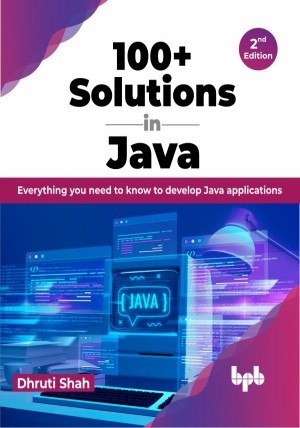 2nd
Edition
100+
Solutions
in
Java
Everything you need to know to develop Java applications
{ JAVA }
Dhruti Shah
bpb